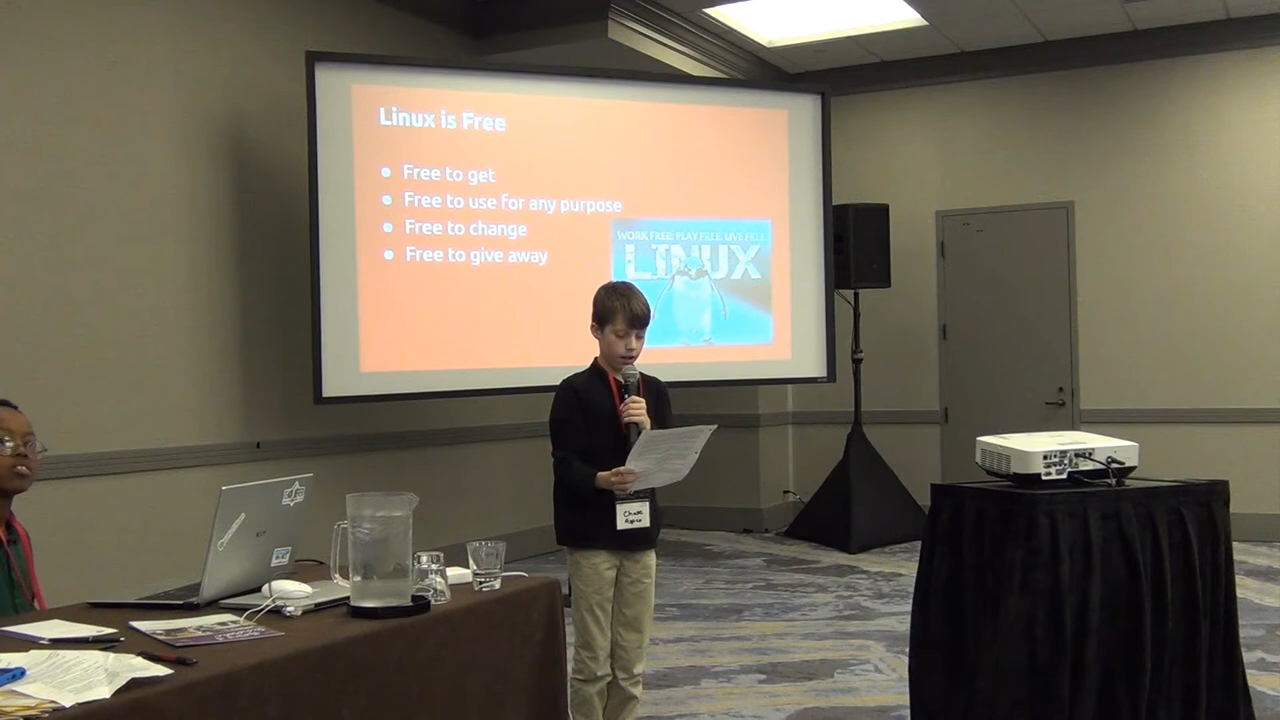 Linux is Free
Free to get
Free to use for any purpose
Free to change
Free to give away
WORK FREE. PLAY FREE. LIVE FREE.
LINUX
Chase